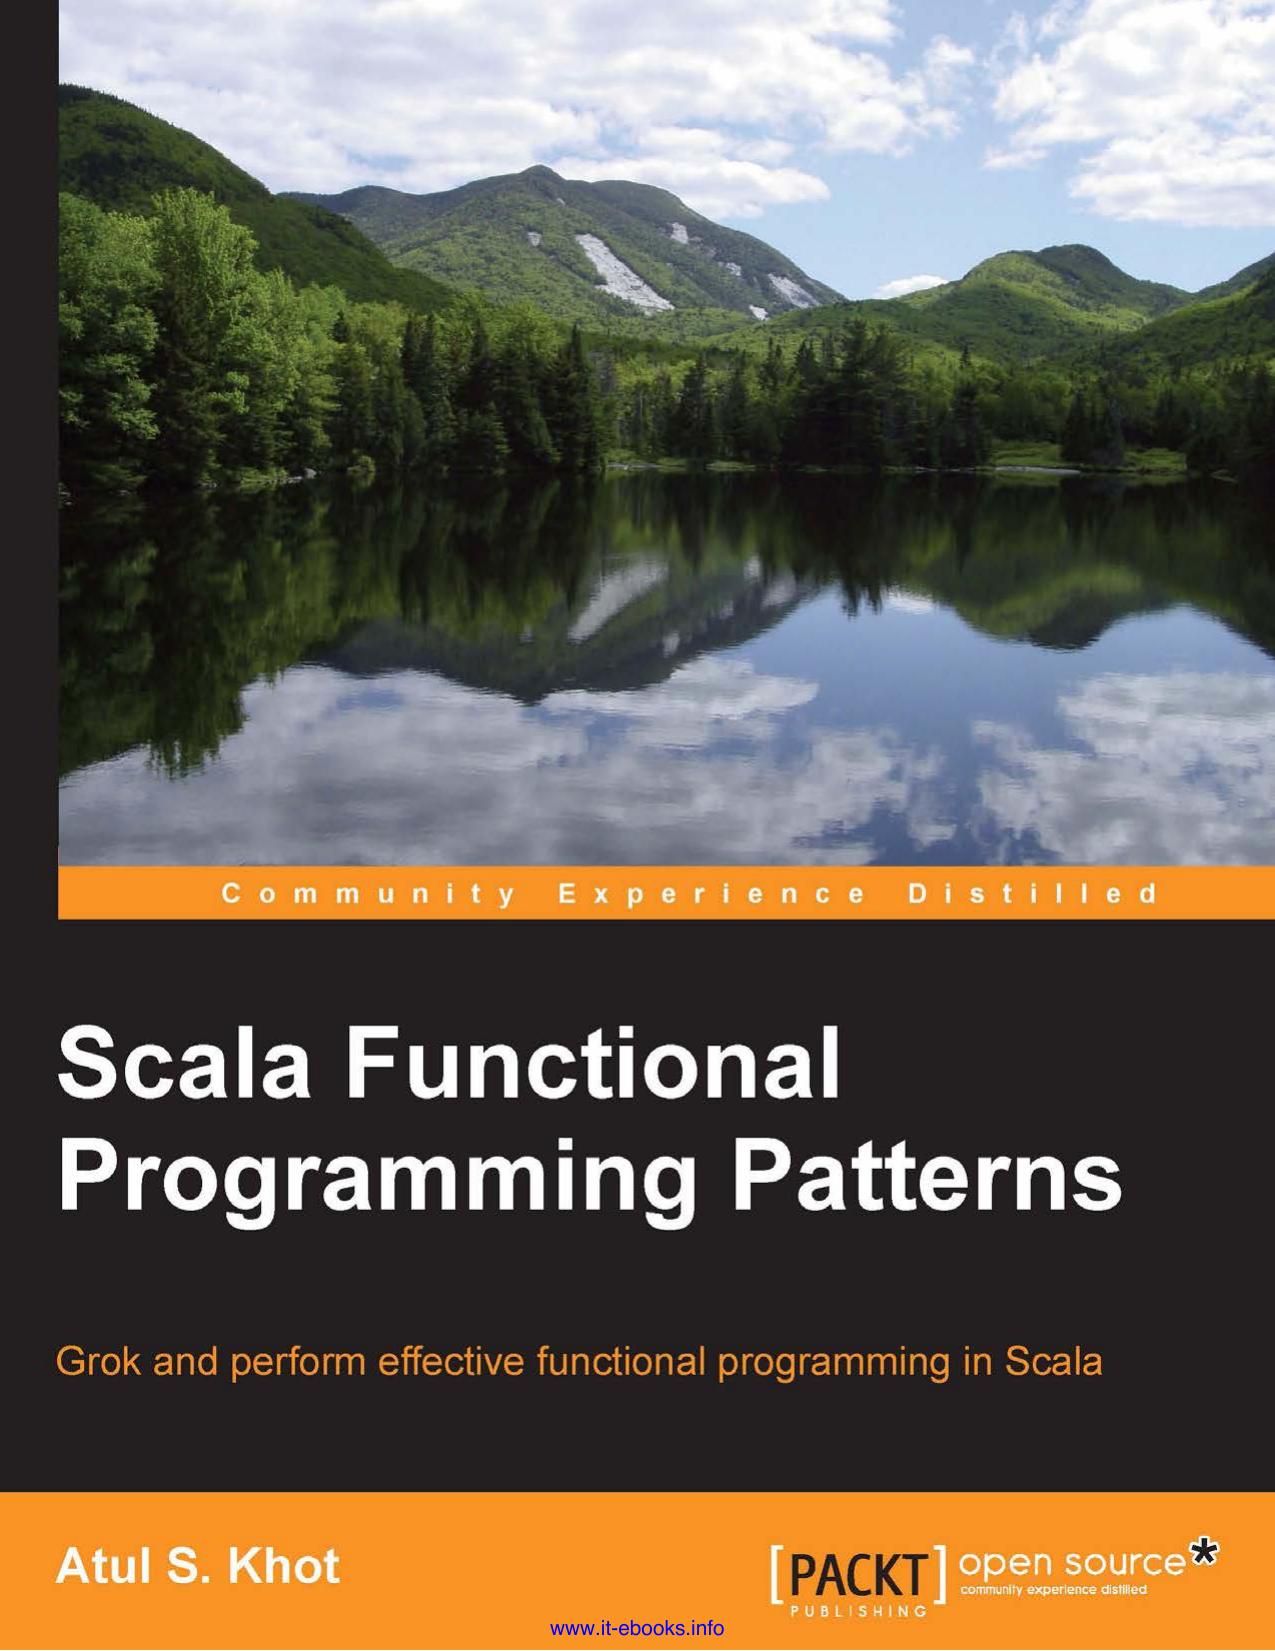 Community Experience Distilled
Scala Functional
Programming Patterns
Grok and perform effective functional programming in Scala
Atul S. Khot
[PACKT]
PUBLISHING
open source*
community experience distilled
www.it-ebooks.info